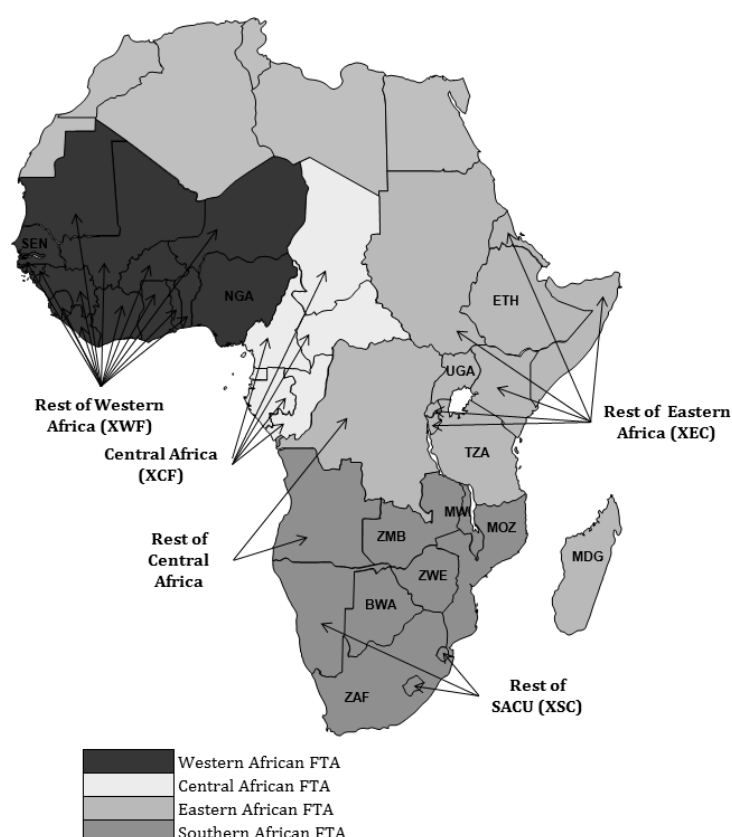 SEN
NGA
ETH
UGA
Rest of Western
Africa (XWF)
Rest of Eastern
Africa (XEC)
Central Africa
(XCF)
TZA
MWI
MOZ
Rest of
Central
Africa
ZMB
MDG
ZWE
BWA
Rest of
SACU (XSC)
ZAF
Western African FTA
Central African FTA
Eastern African FTA
Southern African FTA